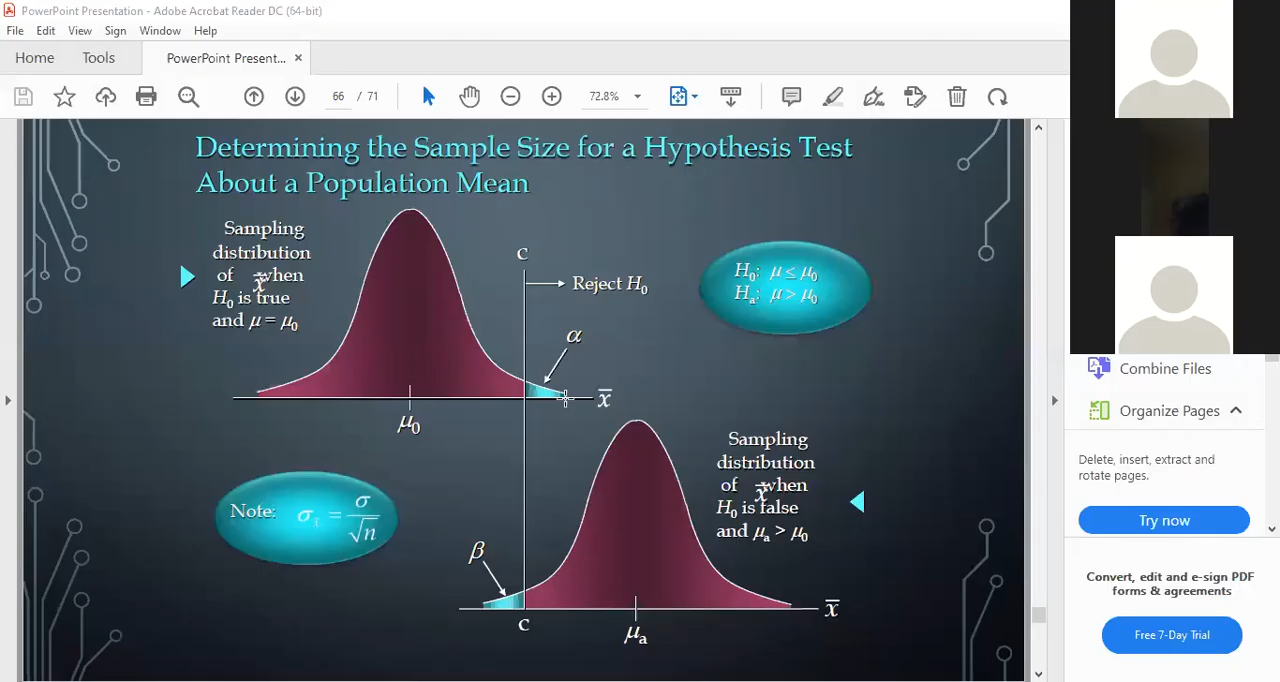 PowerPoint Presentation - Adobe Acrobat Reader DC (64-bit)
File Edit View Sign Window Help
Home Tools PowerPoint Present... ×
66 / 71 72.8%
Determining the Sample Size for a Hypothesis Test
About a Population Mean
Sampling
distribution
of x̅ when
H₀ is true
and μ = μ₀
c
Reject H₀
H₀: μ ≤ μ₀
Hₐ: μ > μ₀
α
x̅
μ₀
Sampling
distribution
of x̅ when
H₀ is false
and μₐ > μ₀
Note: σx̅ = σ/√n
β
c
μₐ
x̅
Combine Files
Organize Pages
Delete, insert, extract and
rotate pages.
Try now
Convert, edit and e-sign PDF
forms & agreements
Free 7-Day Trial